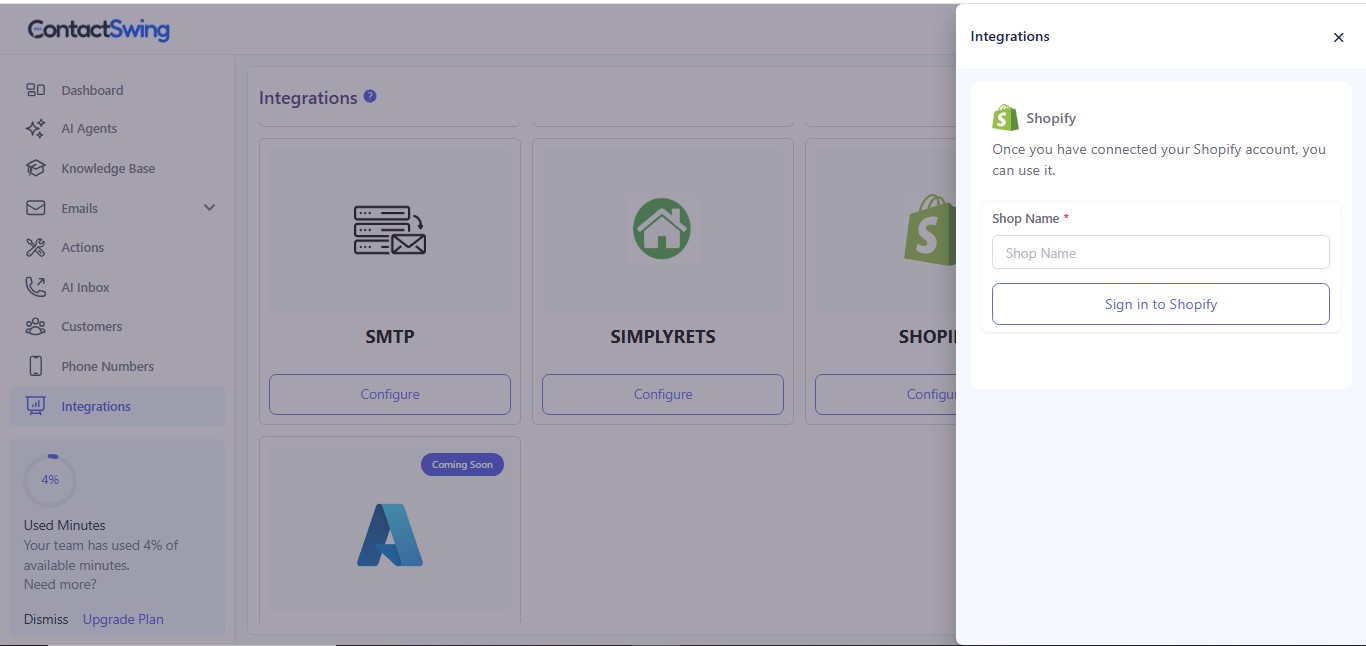 ContactSwing
Dashboard
AI Agents
Knowledge Base
Emails
Actions
AI Inbox
Customers
Phone Numbers
Integrations
4%
Used Minutes
Your team has used 4% of
available minutes.
Need more?
Dismiss Upgrade Plan
Integrations ?
SMTP
Configure
SIMPLYRETS
Configure
SHOPI
Configu
Coming Soon
Integrations
Shopify
Once you have connected your Shopify account, you
can use it.
Shop Name *
Shop Name
Sign in to Shopify